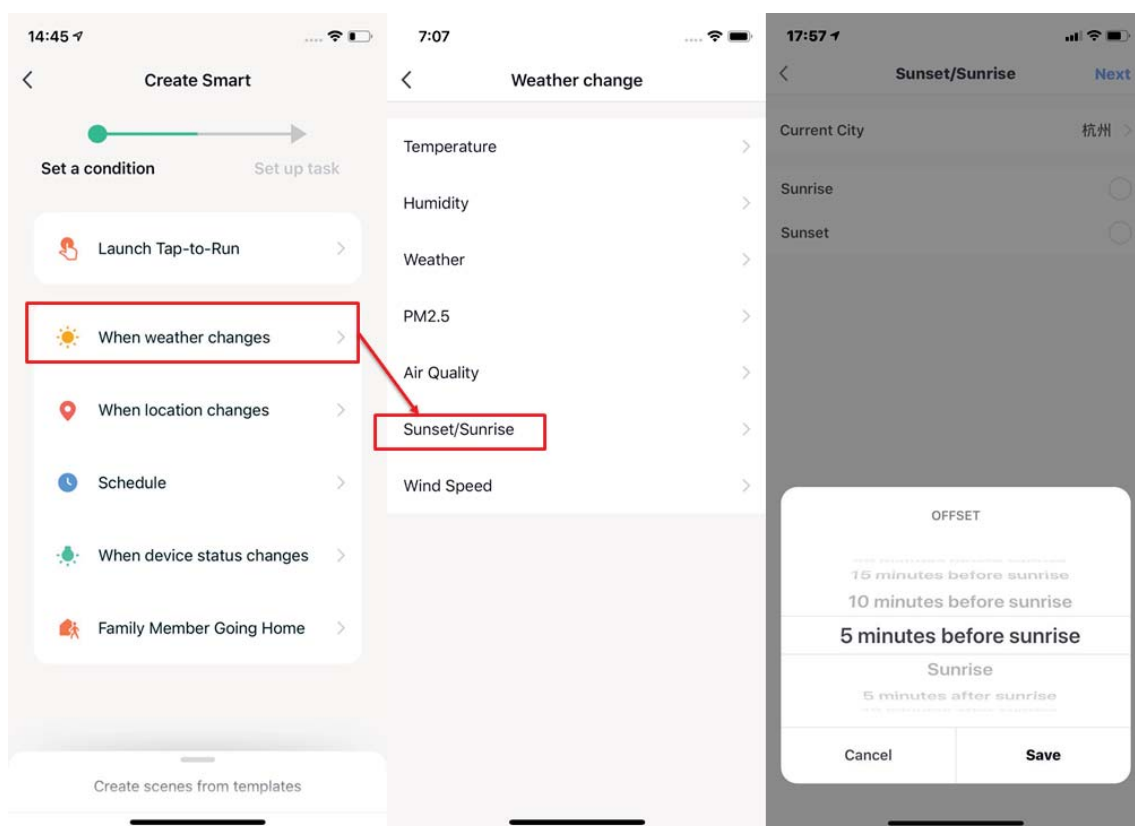 14:45
Create Smart
Set a condition
Set up task
Launch Tap-to-Run
When weather changes
When location changes
Schedule
When device status changes
Family Member Going Home
Create scenes from templates
7:07
Weather change
Temperature
Humidity
Weather
PM2.5
Air Quality
Sunset/Sunrise
Wind Speed
17:57
Sunset/Sunrise
Next
Current City
杭州
Sunrise
Sunset
OFFSET
15 minutes before sunrise
10 minutes before sunrise
5 minutes before sunrise
Sunrise
5 minutes after sunrise
Cancel
Save